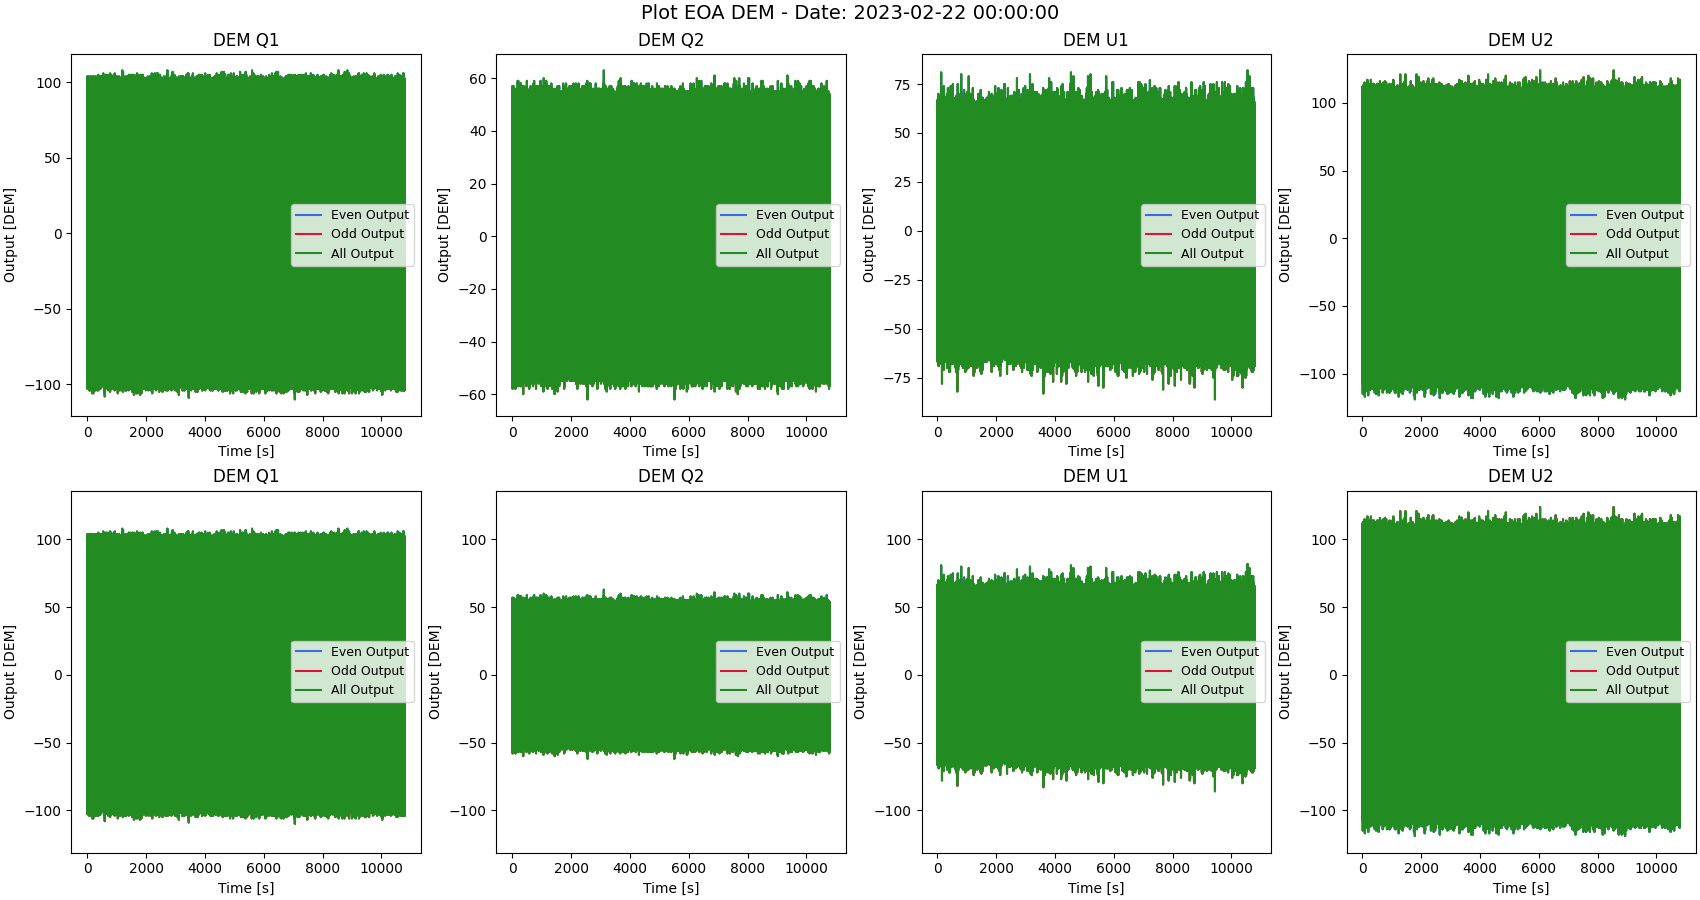 Plot EOA DEM - Date: 2023-02-22 00:00:00
DEM Q1
100
50
0
−50
−100
Output [DEM]
Even Output
Odd Output
All Output
0 2000 4000 6000 8000 10000
Time [s]
DEM Q2
60
40
20
0
−20
−40
−60
Output [DEM]
Even Output
Odd Output
All Output
0 2000 4000 6000 8000 10000
Time [s]
DEM U1
75
50
25
0
−25
−50
−75
Output [DEM]
Even Output
Odd Output
All Output
0 2000 4000 6000 8000 10000
Time [s]
DEM U2
100
50
0
−50
−100
Output [DEM]
Even Output
Odd Output
All Output
0 2000 4000 6000 8000 10000
Time [s]
DEM Q1
100
50
0
−50
−100
Output [DEM]
Even Output
Odd Output
All Output
0 2000 4000 6000 8000 10000
Time [s]
DEM Q2
100
50
0
−50
−100
Output [DEM]
Even Output
Odd Output
All Output
0 2000 4000 6000 8000 10000
Time [s]
DEM U1
100
50
0
−50
−100
Output [DEM]
Even Output
Odd Output
All Output
0 2000 4000 6000 8000 10000
Time [s]
DEM U2
100
50
0
−50
−100
Output [DEM]
Even Output
Odd Output
All Output
0 2000 4000 6000 8000 10000
Time [s]